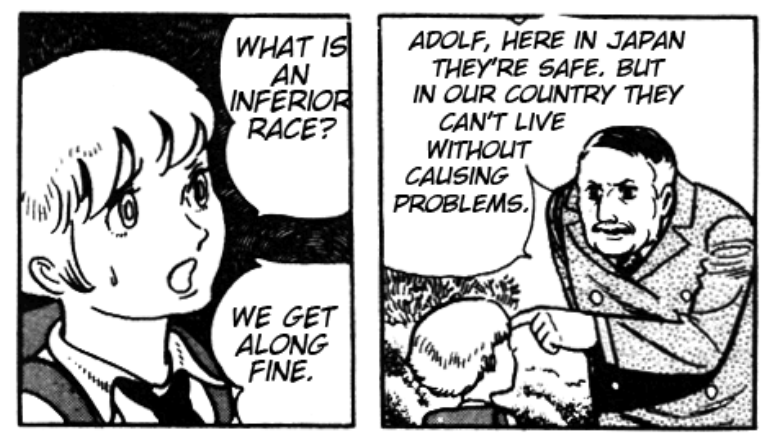 WHAT IS
AN
INFERIOR
RACE?
WE GET
ALONG
FINE.
ADOLF, HERE IN JAPAN
THEY'RE SAFE. BUT
IN OUR COUNTRY THEY
CAN'T LIVE
WITHOUT
CAUSING
PROBLEMS.